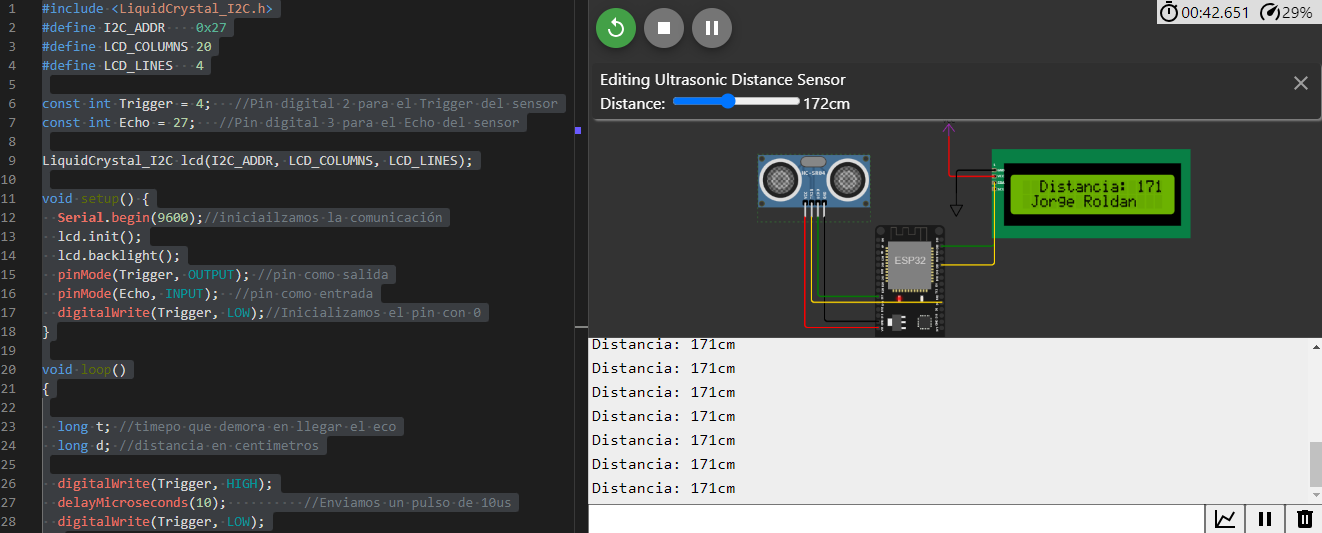 1 #include <LiquidCrystal_I2C.h>
2 #define I2C_ADDR    0x27
3 #define LCD_COLUMNS 20
4 #define LCD_LINES   4
5
6 const int Trigger = 4;   //Pin digital 2 para el Trigger del sensor
7 const int Echo = 27;   //Pin digital 3 para el Echo del sensor
8
9 LiquidCrystal_I2C lcd(I2C_ADDR, LCD_COLUMNS, LCD_LINES);
10
11 void setup() {
12   Serial.begin(9600);//iniciailzamos la comunicación
13   lcd.init();
14   lcd.backlight();
15   pinMode(Trigger, OUTPUT); //pin como salida
16   pinMode(Echo, INPUT);  //pin como entrada
17   digitalWrite(Trigger, LOW);//Inicializamos el pin con 0
18 }
19
20 void loop()
21 {
22
23   long t; //timepo que demora en llegar el eco
24   long d; //distancia en centimetros
25
26   digitalWrite(Trigger, HIGH);
27   delayMicroseconds(10);          //Enviamos un pulso de 10us
28   digitalWrite(Trigger, LOW);
00:42.651 29%
Editing Ultrasonic Distance Sensor
Distance: 172cm
HC-SR04
ESP32
Distancia: 171
Jorge Roldan
Distancia: 171cm
Distancia: 171cm
Distancia: 171cm
Distancia: 171cm
Distancia: 171cm
Distancia: 171cm
Distancia: 171cm